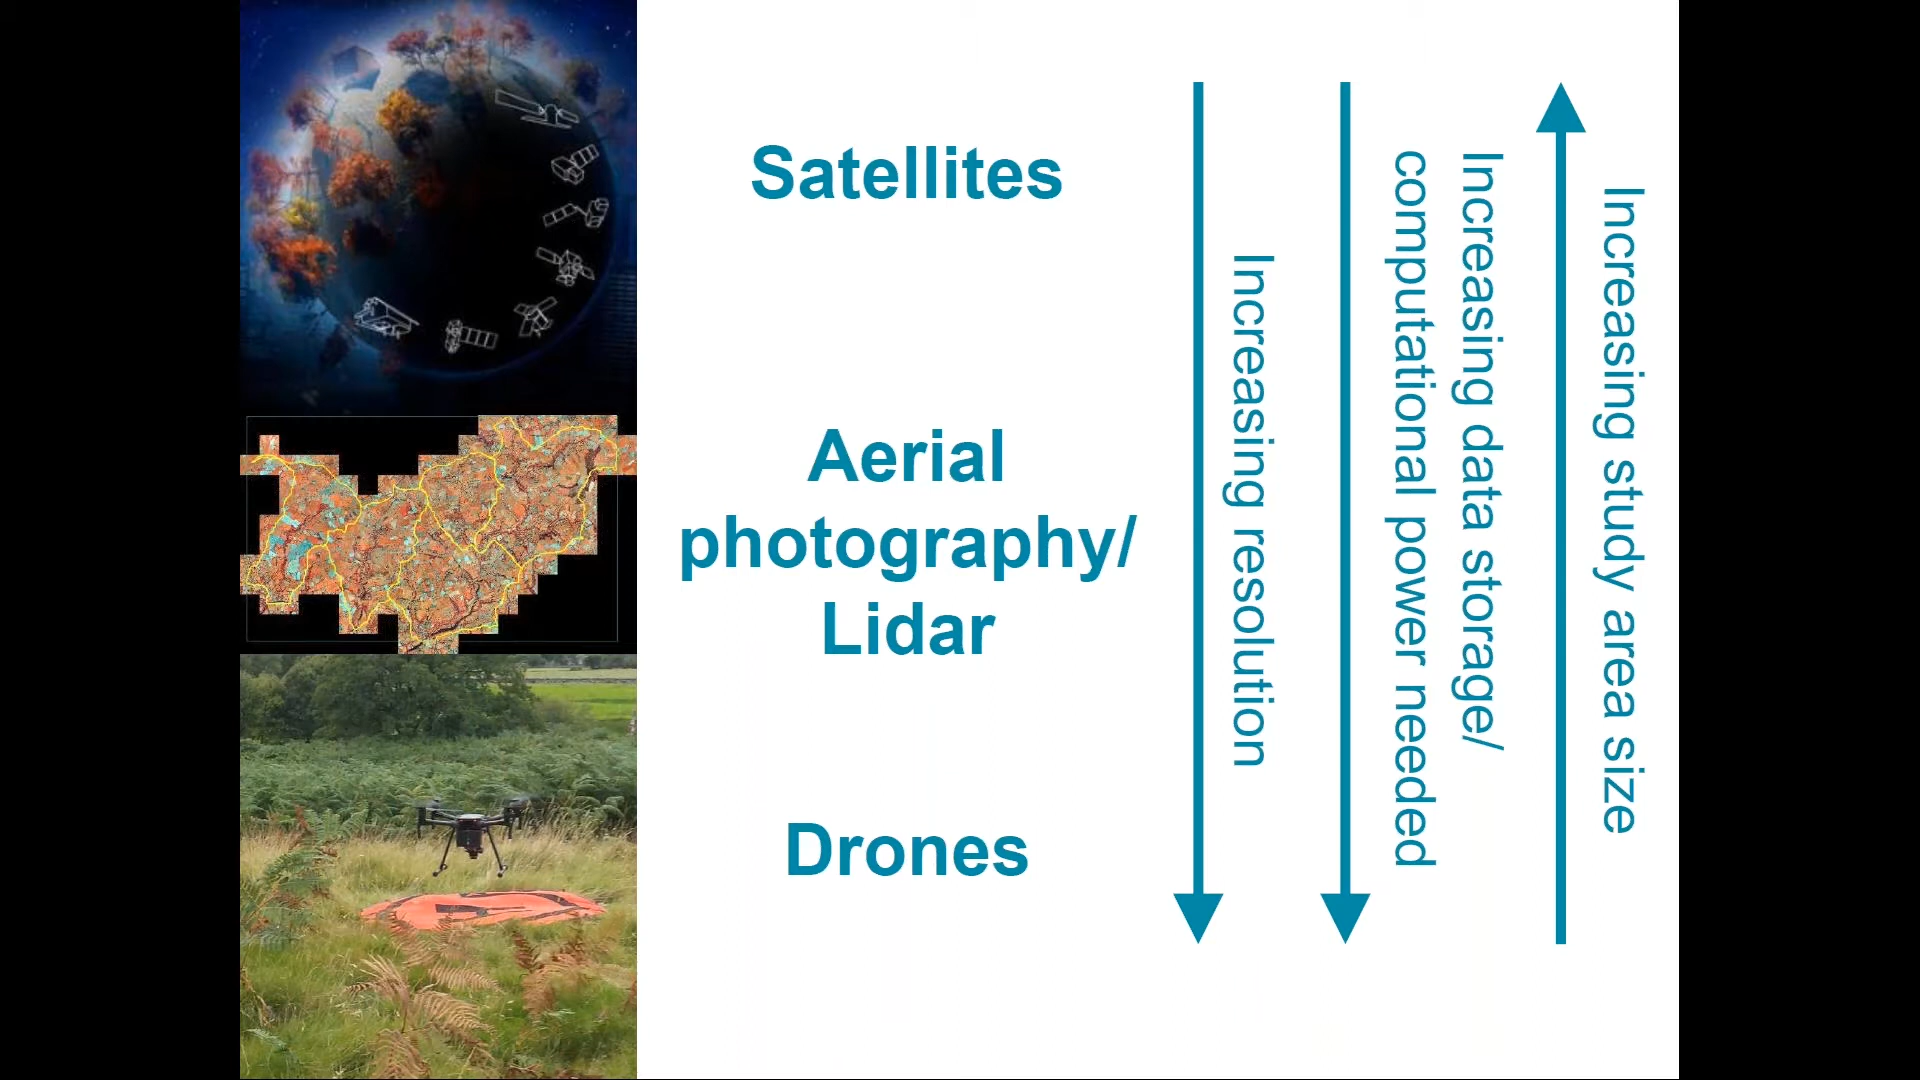 Satellites
Aerial
photography/
Lidar
Drones
Increasing resolution
Increasing data storage/
computational power needed
Increasing study area size